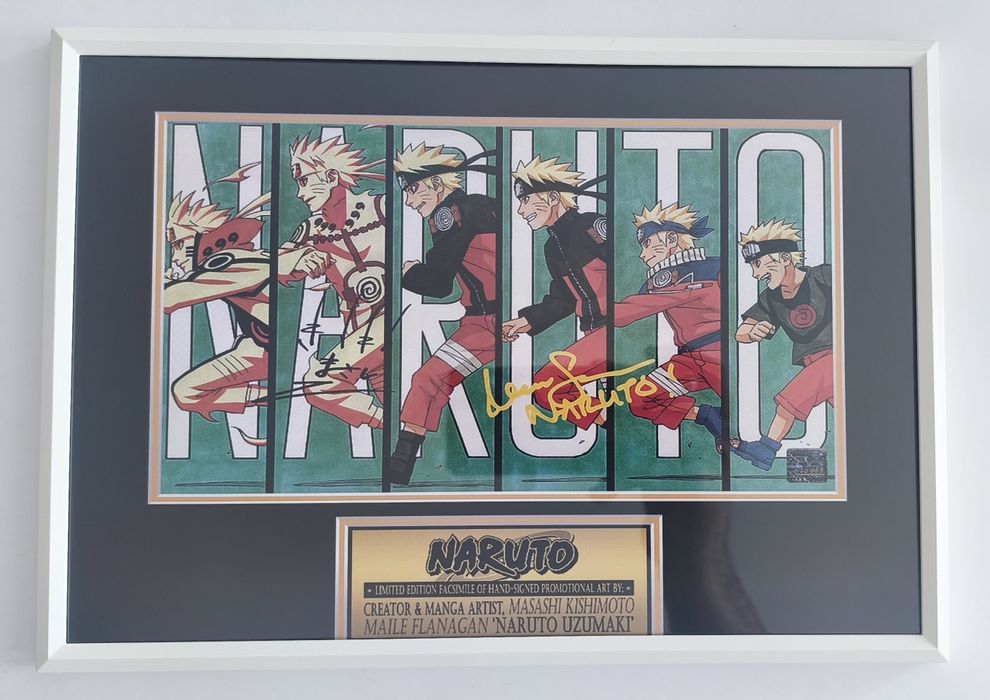 NARUTO
NARUTO
NARUTO
• LIMITED EDITION FACSIMILE OF HAND-SIGNED PROMOTIONAL ART BY: •
CREATOR & MANGA ARTIST, MASASHI KISHIMOTO
MAILE FLANAGAN 'NARUTO UZUMAKI'